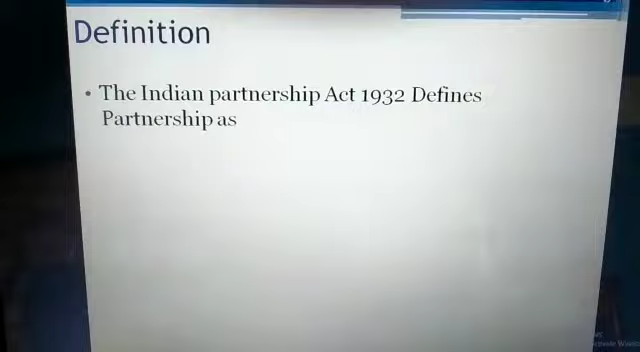 Definition
• The Indian partnership Act 1932 Defines
Partnership as